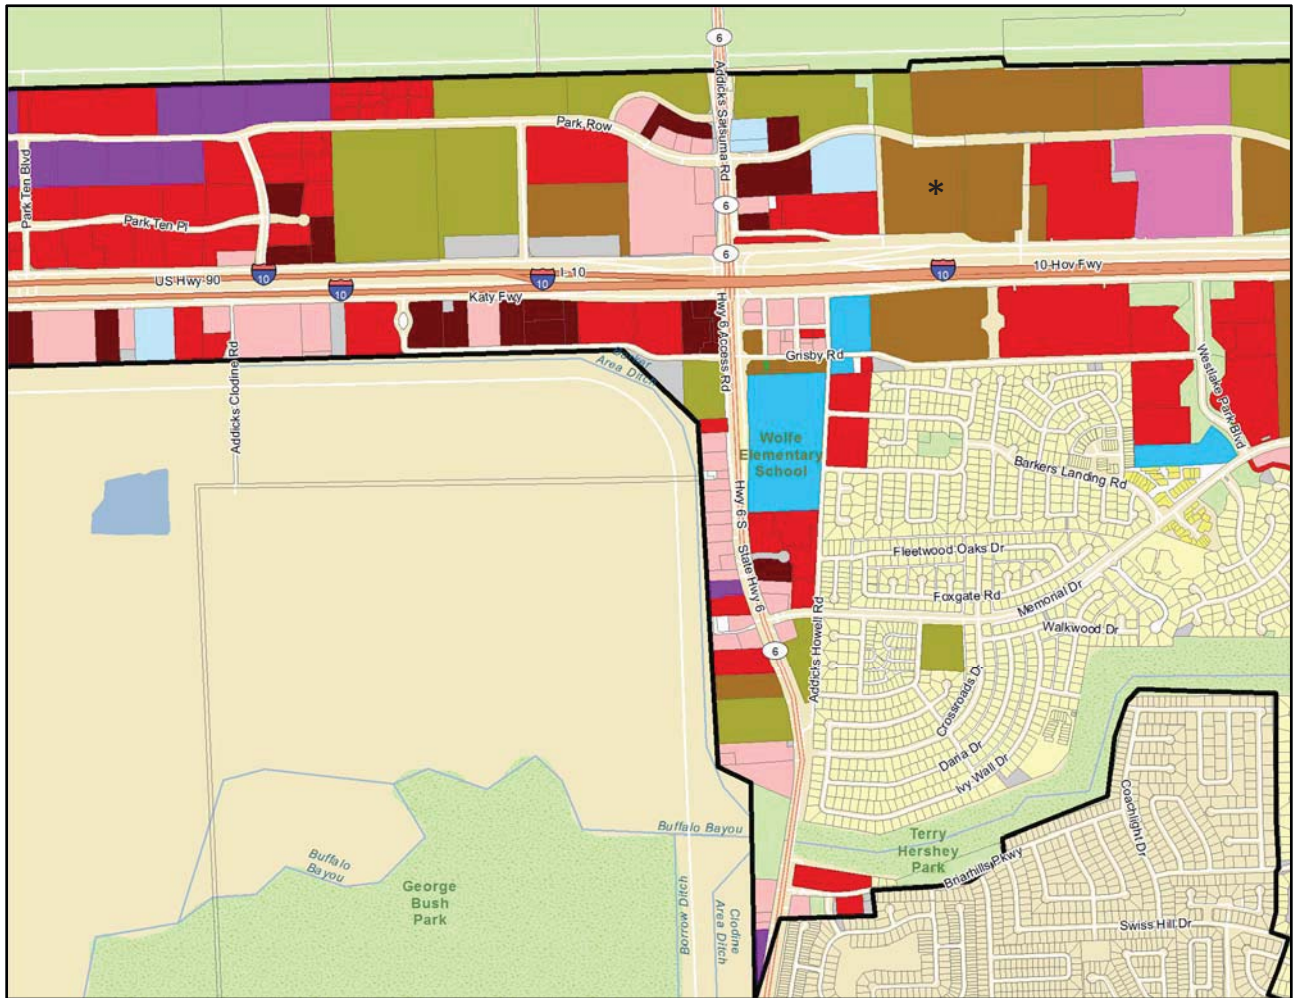 6
Addicks Satsuma Rd
Park Row
Park Ten Blvd
*
Park Ten Pl
6
6
US Hwy 90
10
10
I-10
10
10 Hov Fwy
10
Katy Fwy
Hwy 6 Access Rd
Grisby Rd
Area Ditch
Addicks Clodine Rd
Westlake Park Blvd
Wolfe
Elementary
School
Barkers Landing Rd
Hwy 6 S
State Hwy 6
Fleetwood Oaks Dr
Foxgate Rd
Memorial Dr
Walkwood Dr
Addicks Howell Rd
6
Crossroads D.
Daria Dr
Ivy Wall Dr
Coachlight Dr
Buffalo Bayou
Terry
Hershey
Park
Briarhills Pkwy
Buffalo
Bayou
George
Bush
Park
Borrow Ditch
Clodine
Area Ditch
Swiss Hill Dr